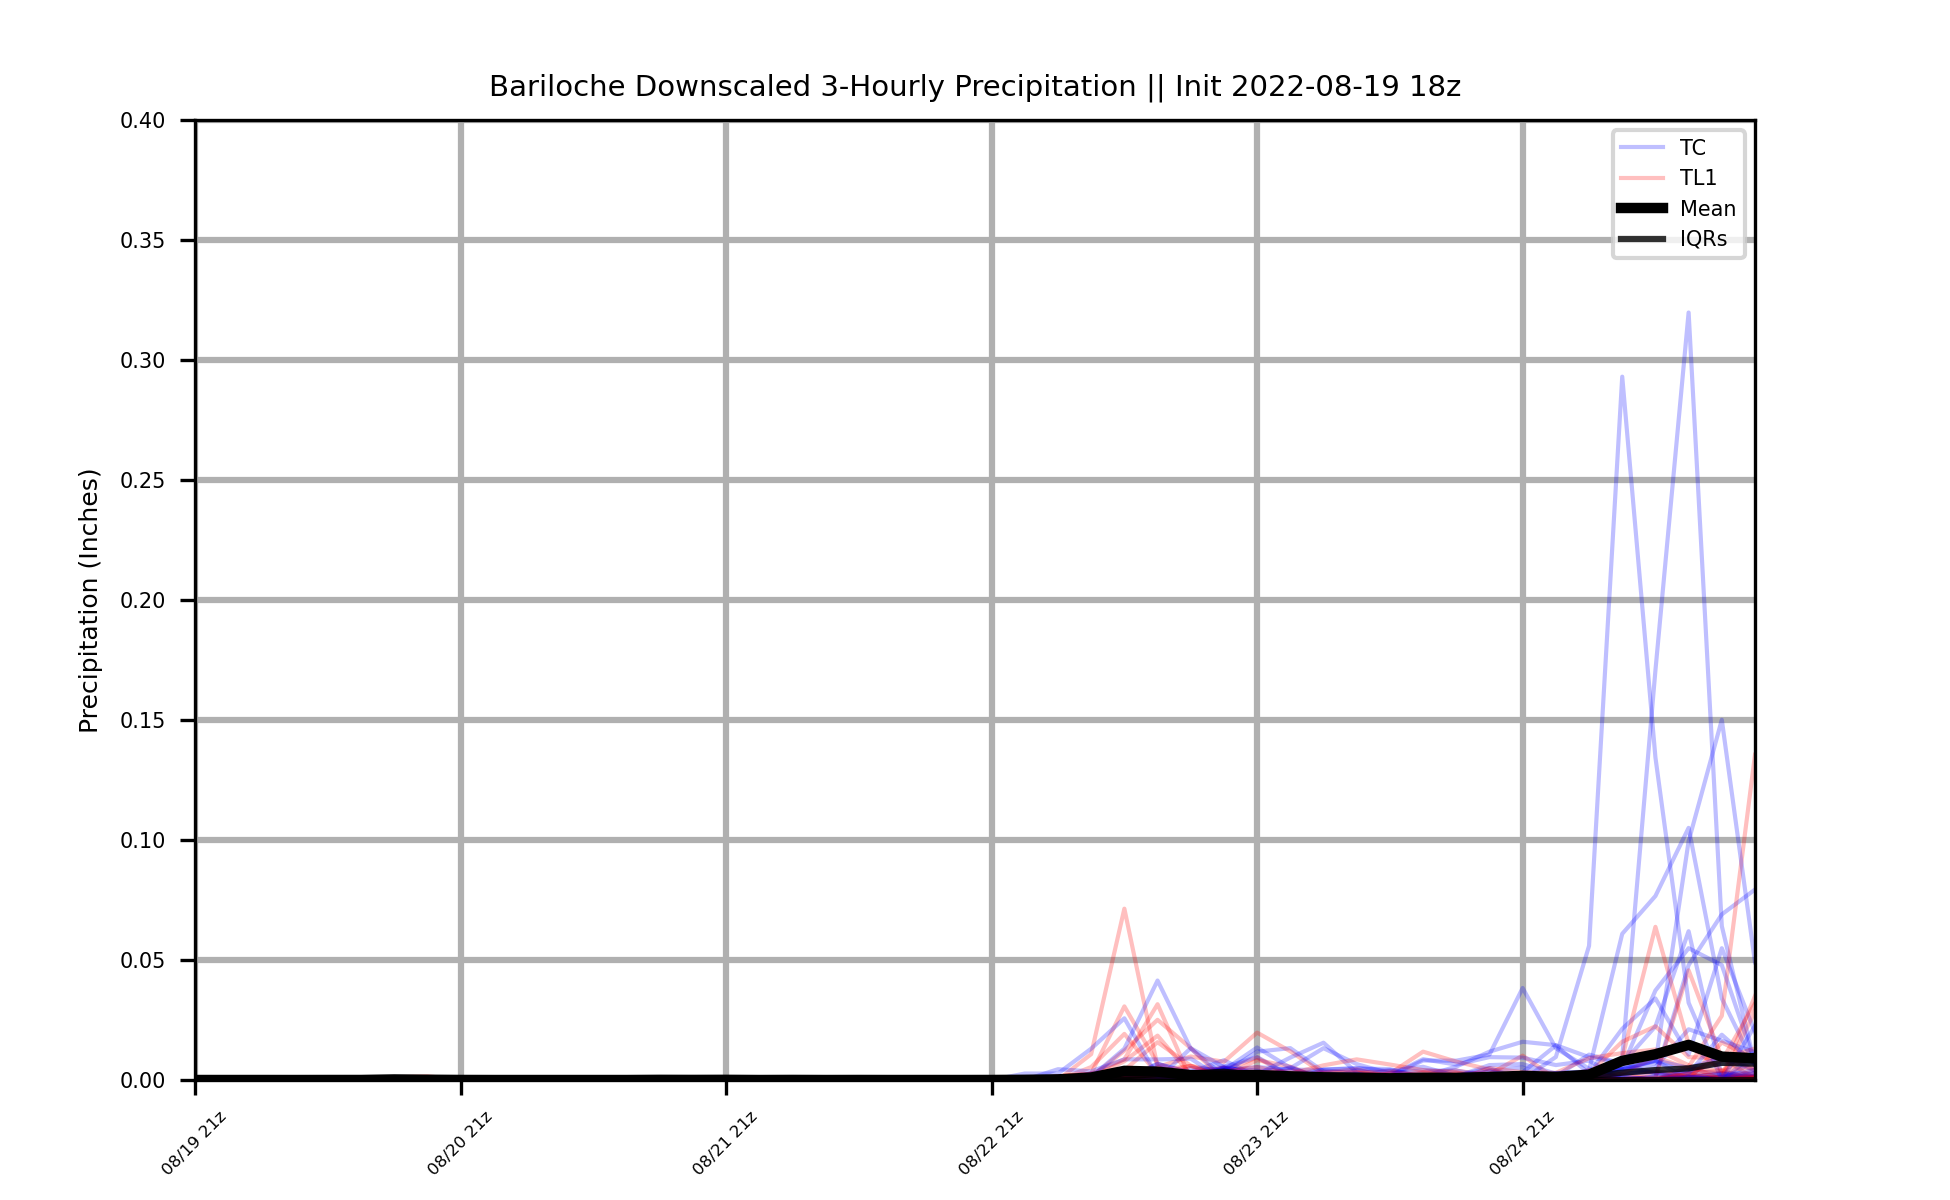 Bariloche Downscaled 3-Hourly Precipitation || Init 2022-08-19 18z
Precipitation (Inches)
0.40
0.35
0.30
0.25
0.20
0.15
0.10
0.05
0.00
TC
TL1
Mean
IQRs
08/19 21z
08/20 21z
08/21 21z
08/22 21z
08/23 21z
08/24 21z